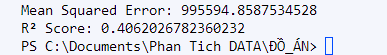 Mean Squared Error: 995594.8587534528
R² Score: 0.4062026782360232
PS C:\Documents\Phan Tich DATA\ĐỒ_ÁN>